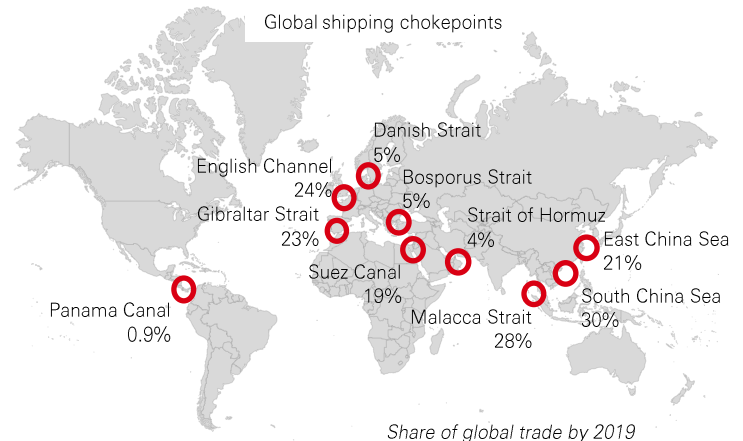 Global shipping chokepoints
Danish Strait
5%
English Channel
24%
Bosporus Strait
5%
Gibraltar Strait
23%
Strait of Hormuz
4%
East China Sea
21%
Suez Canal
19%
South China Sea
30%
Panama Canal
0.9%
Malacca Strait
28%
Share of global trade by 2019